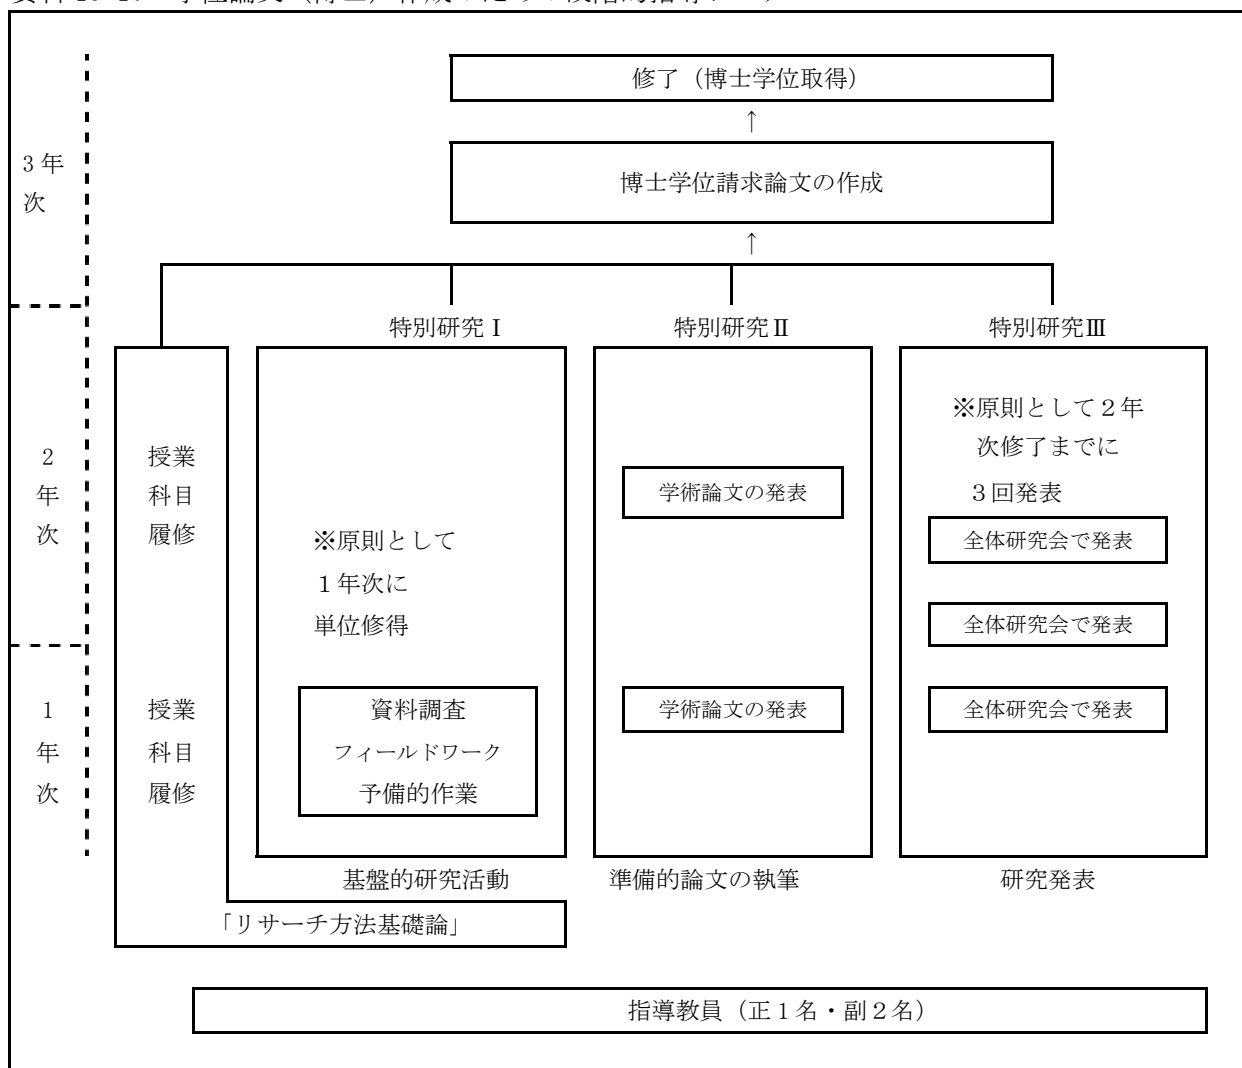 修了（博士学位取得）
↑
博士学位請求論文の作成
↑
3年
次
特別研究Ⅰ
特別研究Ⅱ
特別研究Ⅲ
2
年
次
授業
科目
履修
※原則として
１年次に
単位修得
学術論文の発表
※原則として２年
次修了までに
３回発表
全体研究会で発表
全体研究会で発表
1
年
次
授業
科目
履修
資料調査
フィールドワーク
予備的作業
学術論文の発表
全体研究会で発表
基盤的研究活動
準備的論文の執筆
研究発表
「リサーチ方法基礎論」
指導教員（正１名・副２名）